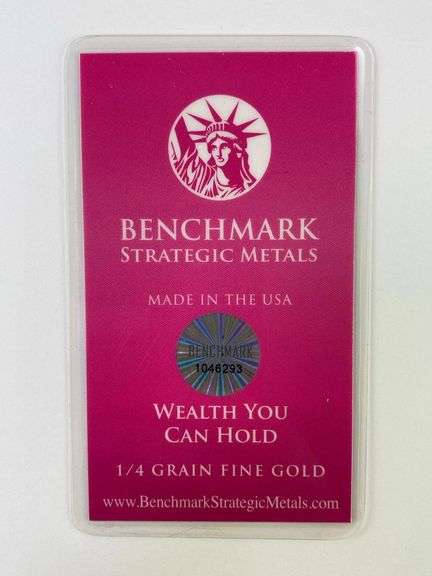 BENCHMARK
STRATEGIC METALS
MADE IN THE USA
BENCHMARK
1046293
WEALTH YOU
CAN HOLD
1/4 GRAIN FINE GOLD
www.BenchmarkStrategicMetals.com